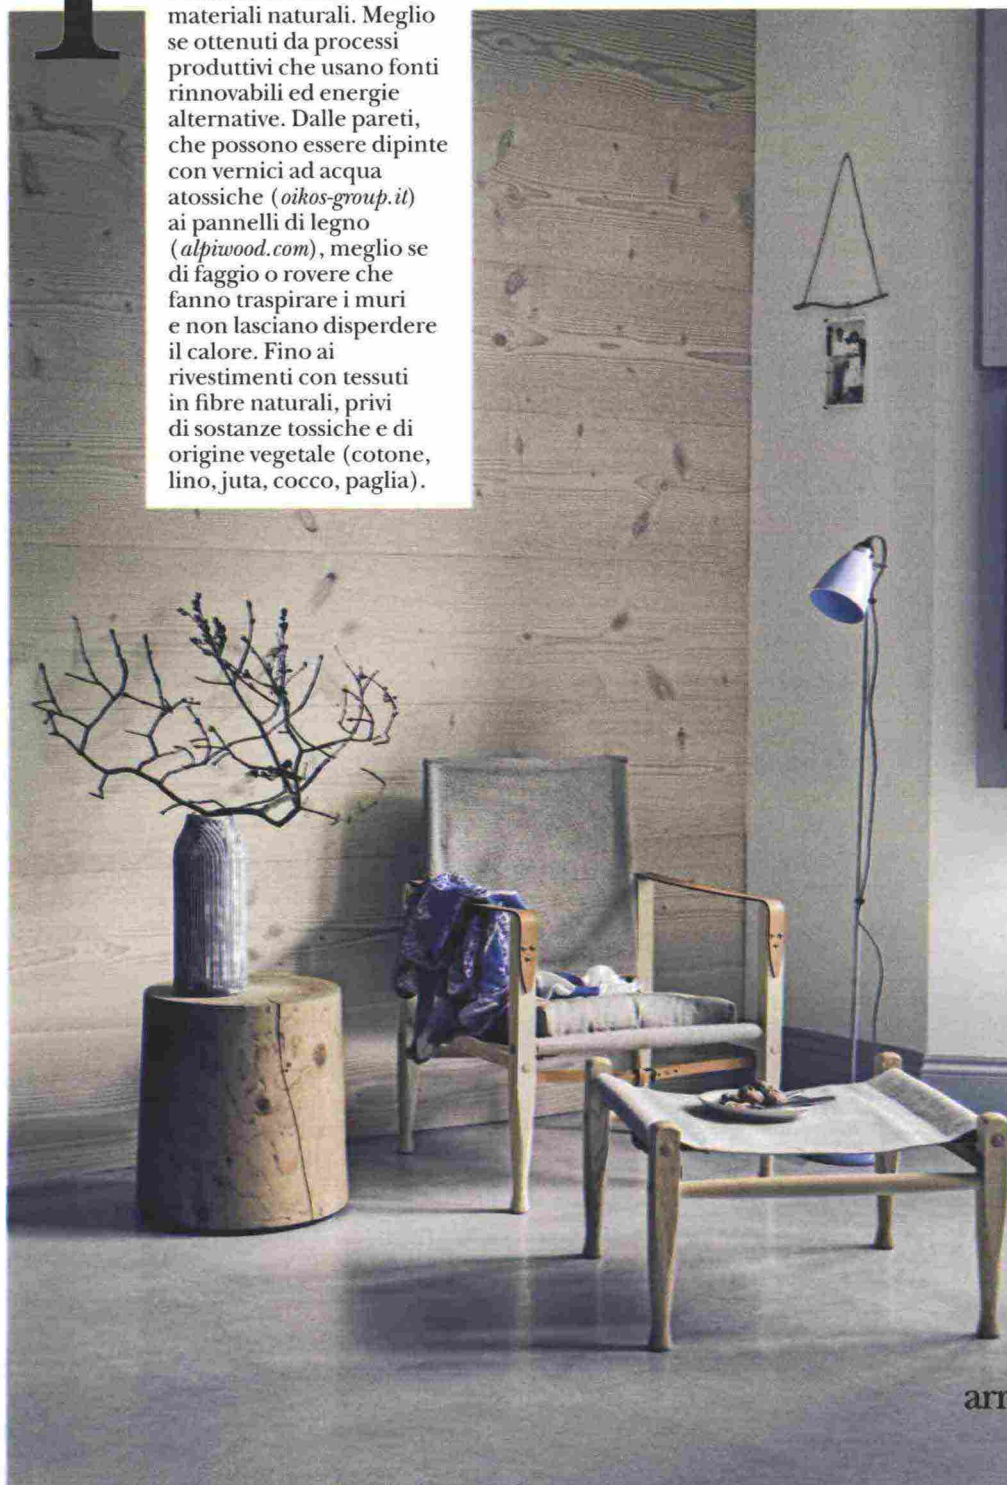 1
materiali naturali. Meglio
se ottenuti da processi
produttivi che usano fonti
rinnovabili ed energie
alternative. Dalle pareti,
che possono essere dipinte
con vernici ad acqua
atossiche (oikos-group.it)
ai pannelli di legno
(alpiwood.com), meglio se
di faggio o rovere che
fanno traspirare i muri
e non lasciano disperdere
il calore. Fino ai
rivestimenti con tessuti
in fibre naturali, privi
di sostanze tossiche e di
origine vegetale (cotone,
lino, juta, cocco, paglia).
arr